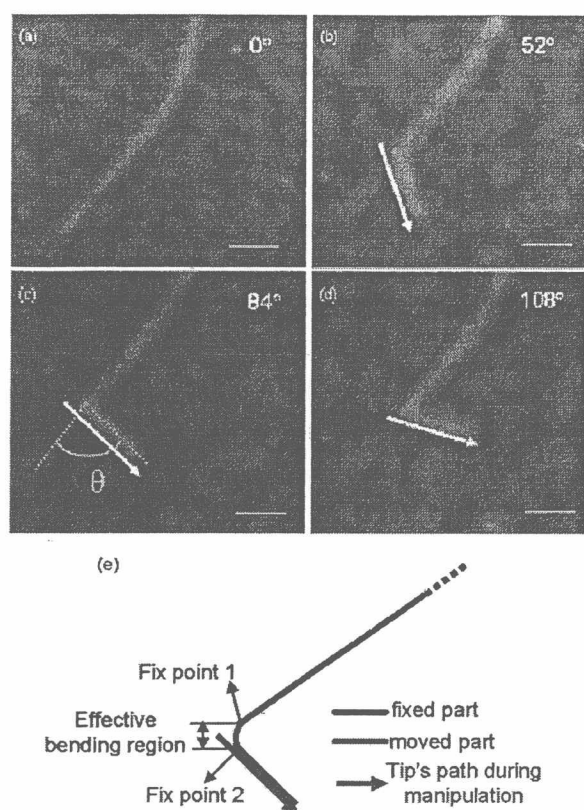 (a)
0°
(b)
52°
(c)
84°
θ
(d)
108°
(e)
Fix point 1
Effective
bending region
Fix point 2
fixed part
moved part
Tip's path during
manipulation